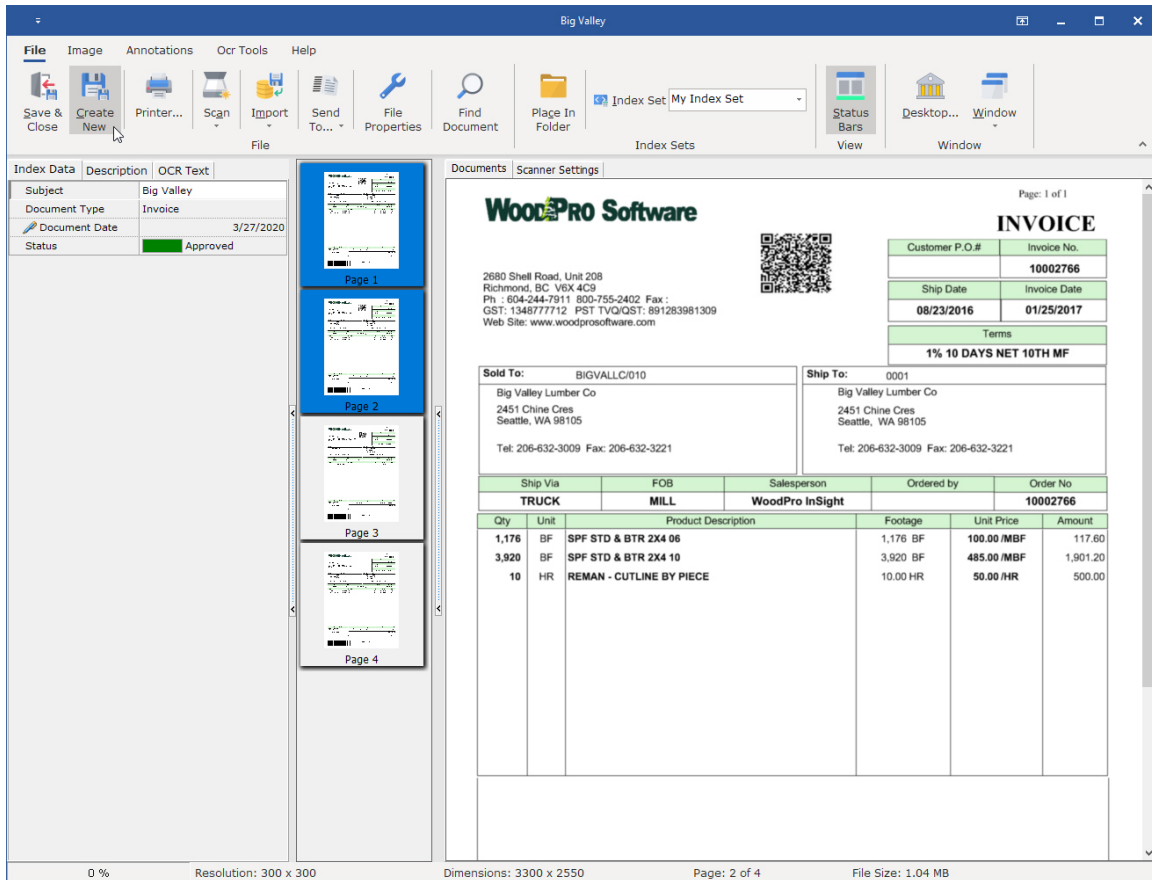 Big Valley
File Image Annotations Ocr Tools Help
Save & Close
Create New
Printer...
Scan
Import
Send To...
File Properties
Find Document
Place In Folder
Index Set My Index Set
Status Bars
Desktop...
Window
File
Index Sets
View
Window
Index Data Description OCR Text
Subject Big Valley
Document Type Invoice
Document Date 3/27/2020
Status Approved
Page 1
Page 2
Page 3
Page 4
Documents Scanner Settings
WoodPro Software
Page: 1 of 1
INVOICE
Customer P.O.# Invoice No.
10002766
2680 Shell Road, Unit 208
Richmond, BC V6X 4C9
Ph : 604-244-7911 800-755-2402 Fax :
GST: 1348777712 PST TVQ/QST: 891283981309
Web Site: www.woodprosoftware.com
Ship Date Invoice Date
08/23/2016 01/25/2017
Terms
1% 10 DAYS NET 10TH MF
Sold To: BIGVALLC/010
Big Valley Lumber Co
2451 Chine Cres
Seattle, WA 98105
Tel: 206-632-3009 Fax: 206-632-3221
Ship To: 0001
Big Valley Lumber Co
2451 Chine Cres
Seattle, WA 98105
Tel: 206-632-3009 Fax: 206-632-3221
Ship Via FOB Salesperson Ordered by Order No
TRUCK MILL WoodPro InSight 10002766
Qty Unit Product Description Footage Unit Price Amount
1,176 BF SPF STD & BTR 2X4 06 1,176 BF 100.00 /MBF 117.60
3,920 BF SPF STD & BTR 2X4 10 3,920 BF 485.00 /MBF 1,901.20
10 HR REMAN - CUTLINE BY PIECE 10.00 HR 50.00 /HR 500.00
0 % Resolution: 300 x 300 Dimensions: 3300 x 2550 Page: 2 of 4 File Size: 1.04 MB